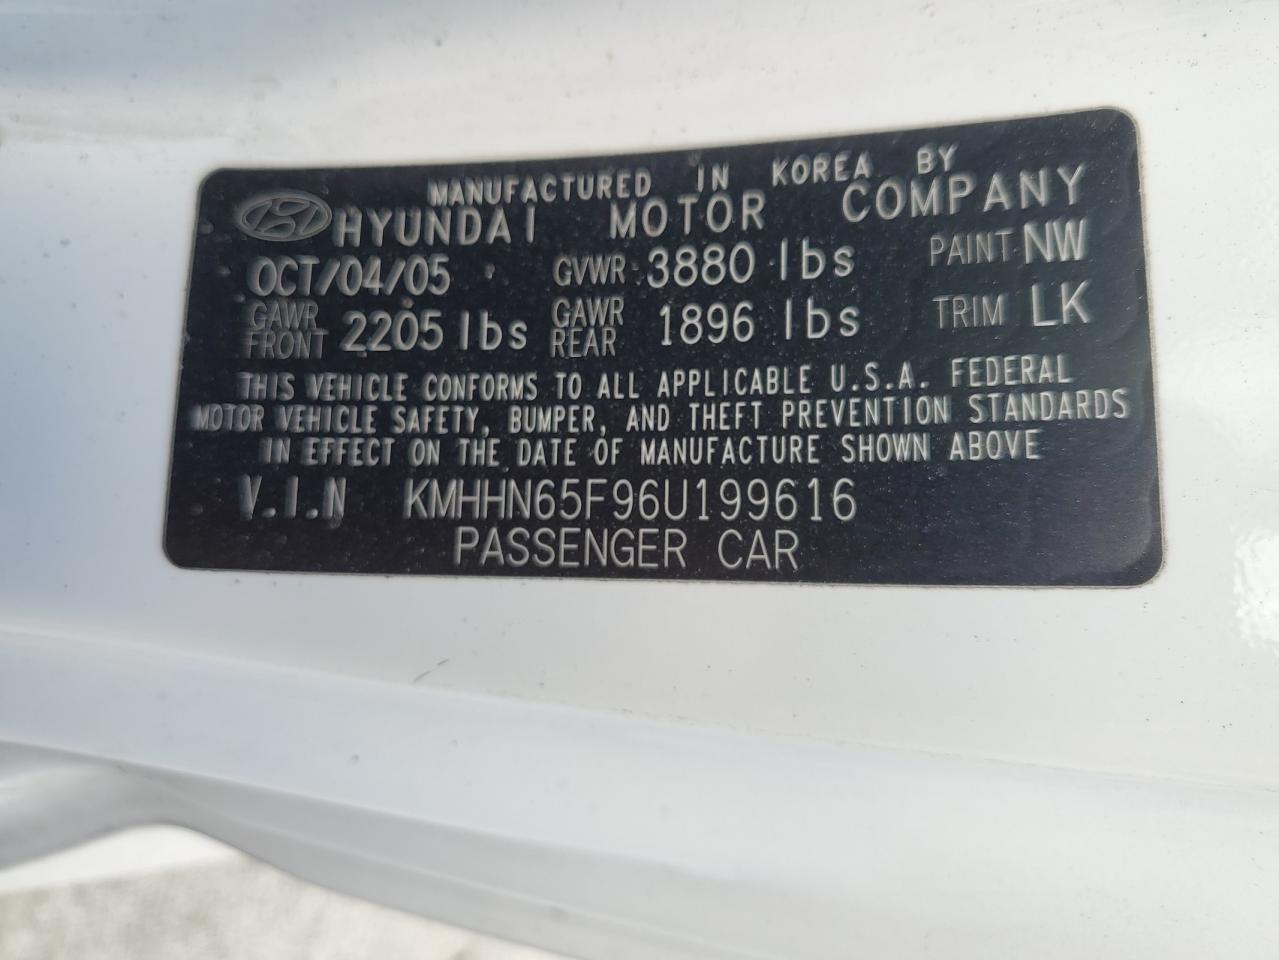 MANUFACTURED IN KOREA BY
HYUNDAI MOTOR COMPANY
OCT/04/05 GVWR 3880 lbs PAINT NW
GAWR FRONT 2205 lbs GAWR REAR 1896 lbs TRIM LK
THIS VEHICLE CONFORMS TO ALL APPLICABLE U.S.A. FEDERAL
MOTOR VEHICLE SAFETY, BUMPER, AND THEFT PREVENTION STANDARDS
IN EFFECT ON THE DATE OF MANUFACTURE SHOWN ABOVE
V.I.N KMHHN65F96U199616
PASSENGER CAR